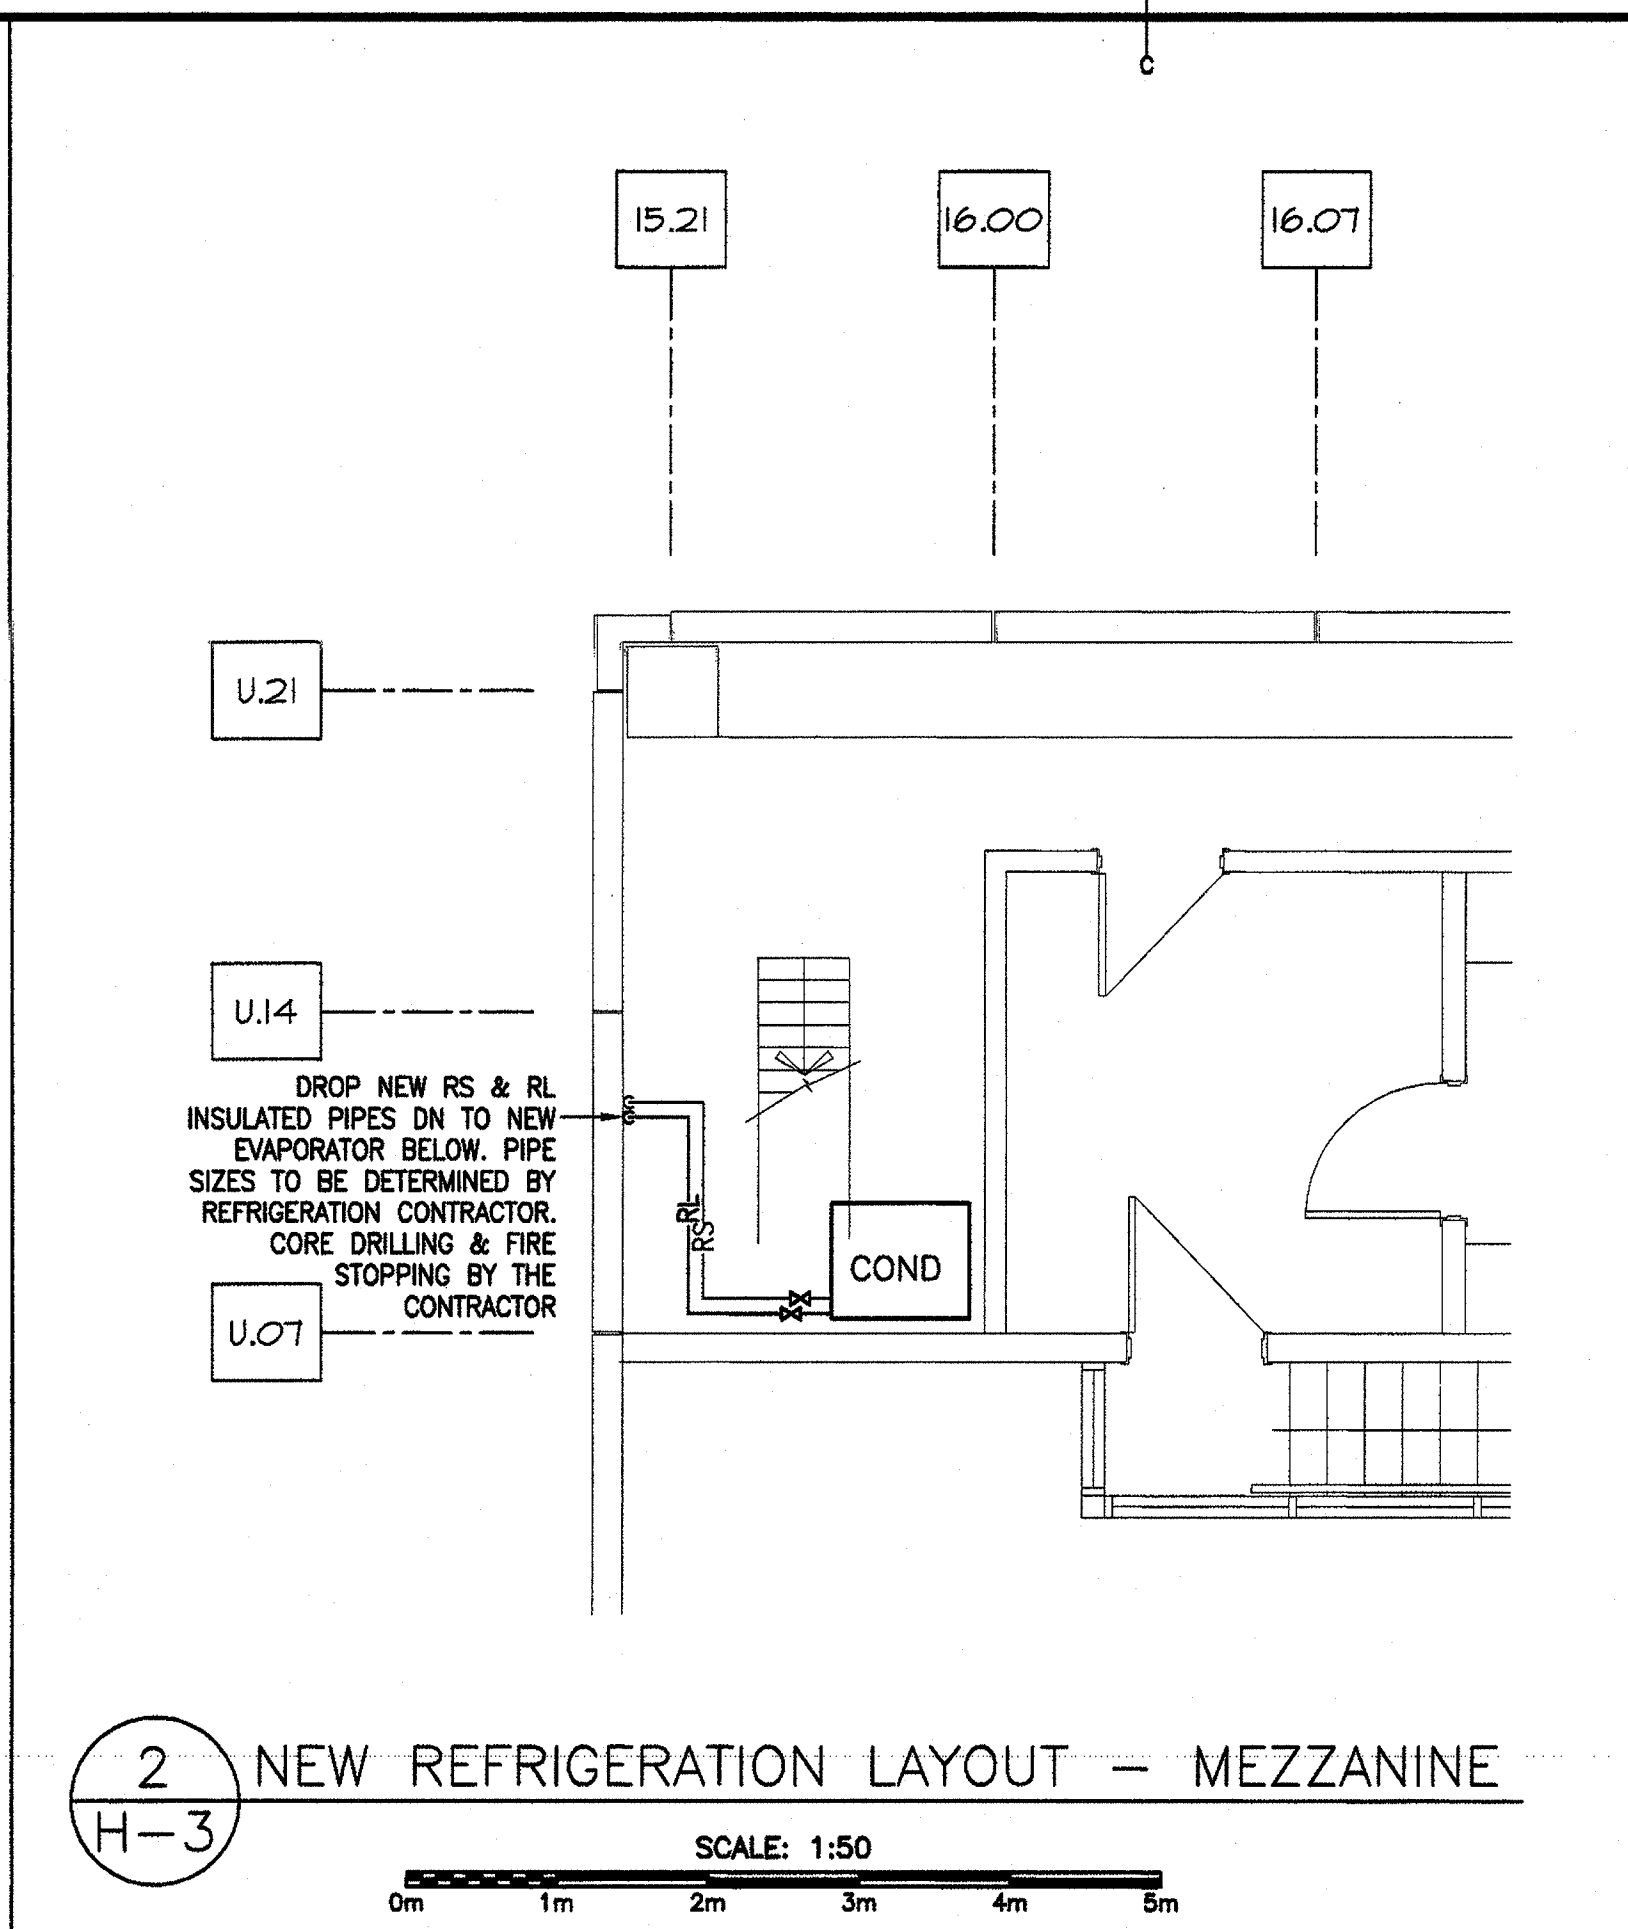 C
15.21 16.00 16.07
U.21
U.14
DROP NEW RS & RL
INSULATED PIPES DN TO NEW
EVAPORATOR BELOW. PIPE
SIZES TO BE DETERMINED BY
REFRIGERATION CONTRACTOR.
CORE DRILLING & FIRE
STOPPING BY THE
CONTRACTOR
RL
RS
COND
U.07
2
H-3
NEW REFRIGERATION LAYOUT - MEZZANINE
SCALE: 1:50
0m 1m 2m 3m 4m 5m